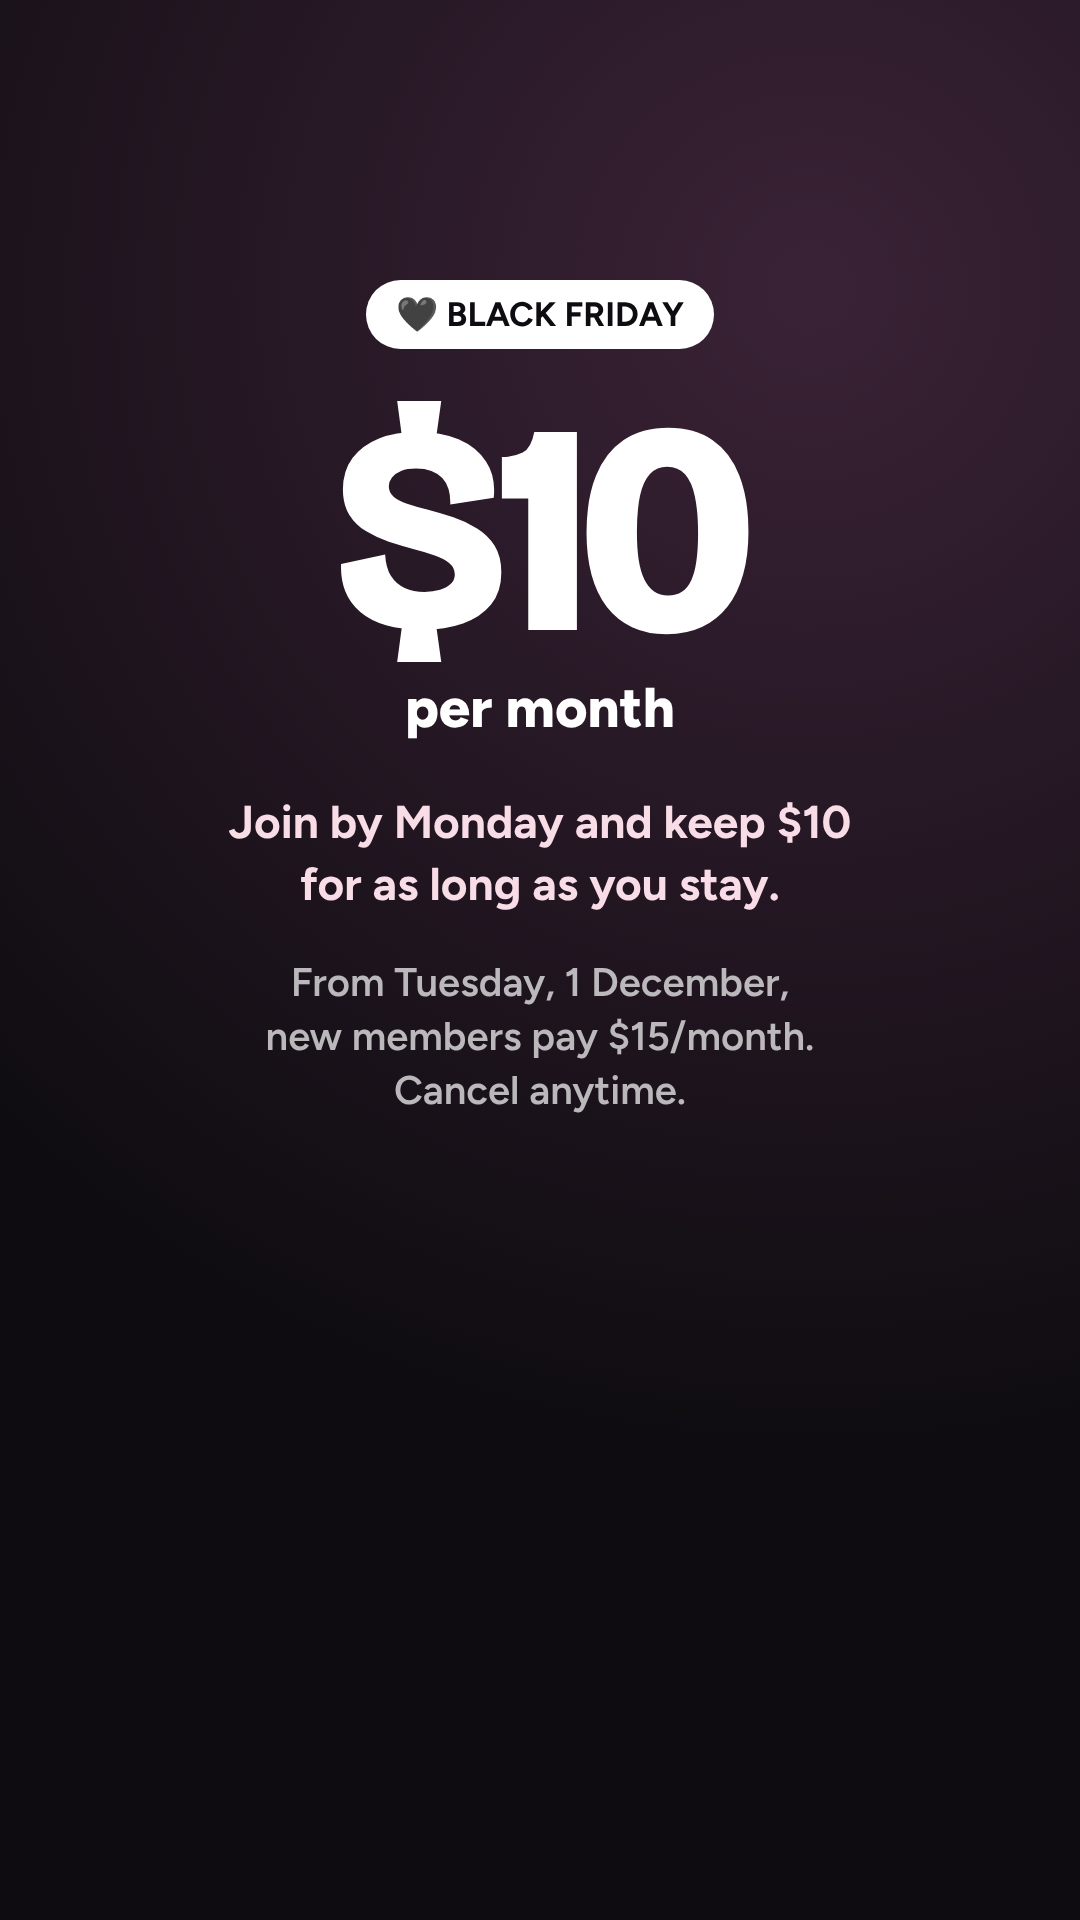 🖤 BLACK FRIDAY
$10
per month
Join by Monday and keep $10
for as long as you stay.
From Tuesday, 1 December,
new members pay $15/month.
Cancel anytime.